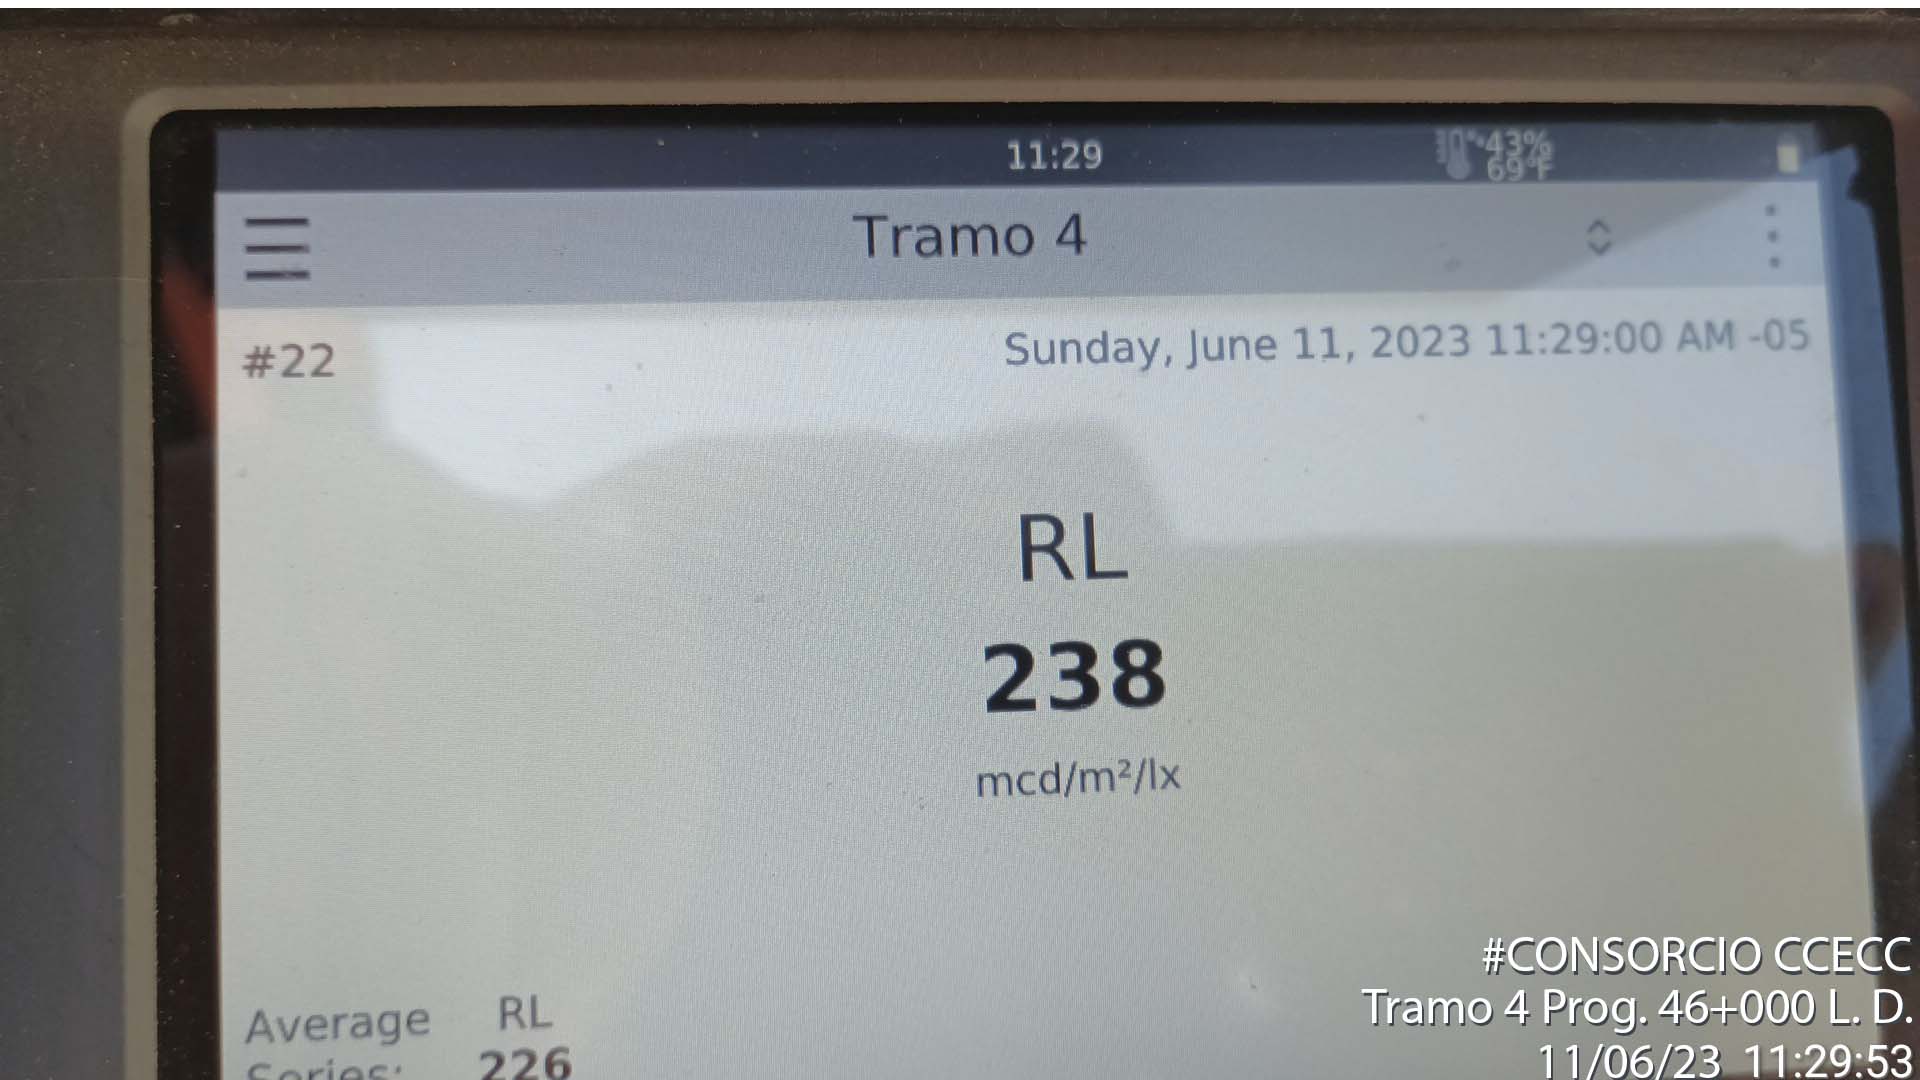 11:29
43%
69°F
Tramo 4
#22
Sunday, June 11, 2023 11:29:00 AM -05
RL
238
mcd/m²/lx
Average RL
Series: 226
#CONSORCIO CCECC
Tramo 4 Prog. 46+000 L. D.
11/06/23 11:29:53